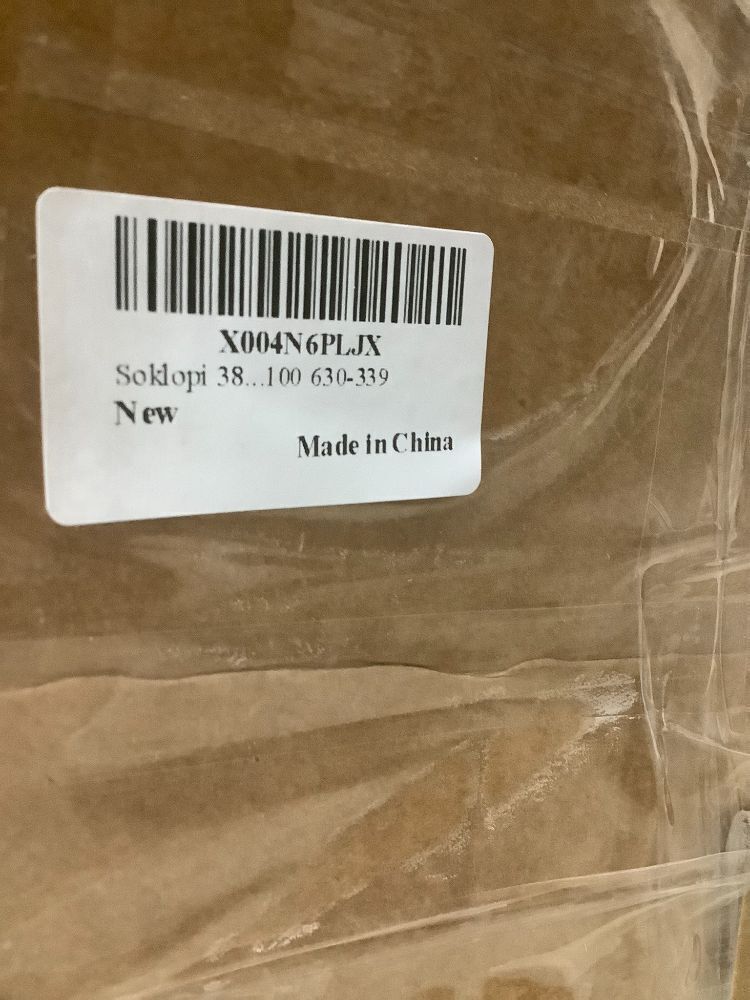 X004N6PLJX
Soklopi 38...100 630-339
New
Made in China